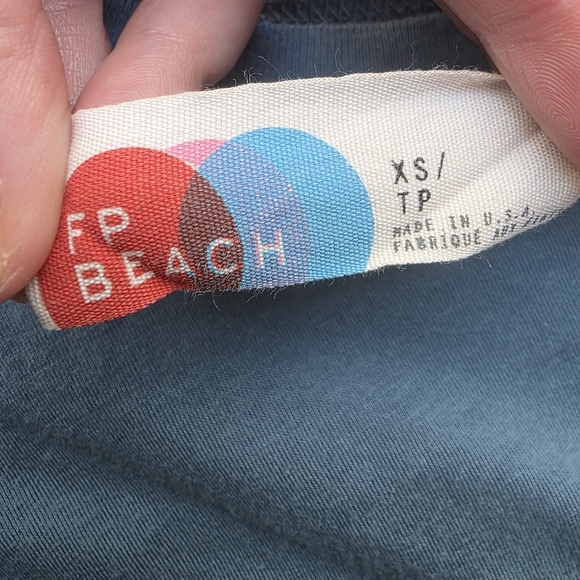 FP
BEACH
XS/
TP
MADE IN U.S.A.
FABRIQUE